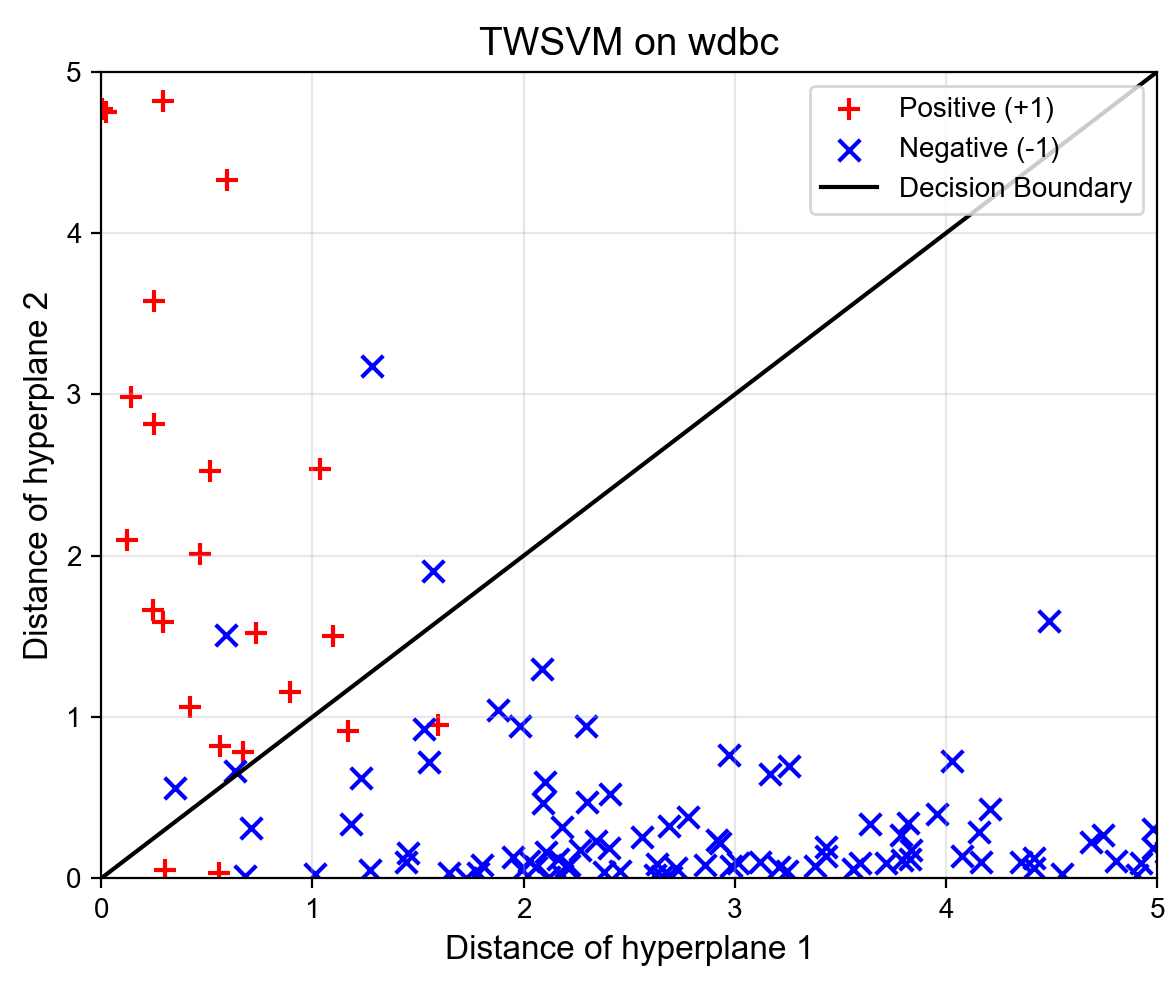 TWSVM on wdbc
5
Positive (+1)
Negative (-1)
Decision Boundary
4
3
2
1
0
Distance of hyperplane 2
0 1 2 3 4 5
Distance of hyperplane 1